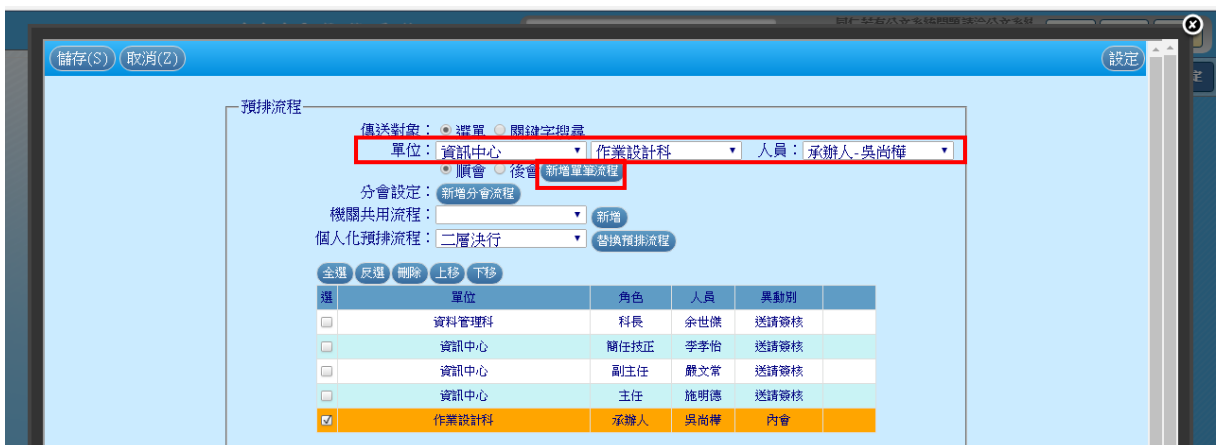 儲存(S) 取消(Z) 設定
預排流程
傳送對象： 選單 關鍵字搜尋
單位： 資訊中心 作業設計科 人員： 承辦人-吳尚樺
順會 後會 新增單筆流程
分會設定： 新增分會流程
機關共用流程： 新增
個人化預排流程： 二層決行 替換預排流程
全選 反選 刪除 上移 下移
選 單位 角色 人員 異動別
資料管理科 科長 余世傑 送請簽核
資訊中心 簡任技正 李孝怡 送請簽核
資訊中心 副主任 嚴文常 送請簽核
資訊中心 主任 施明德 送請簽核
作業設計科 承辦人 吳尚樺 內會